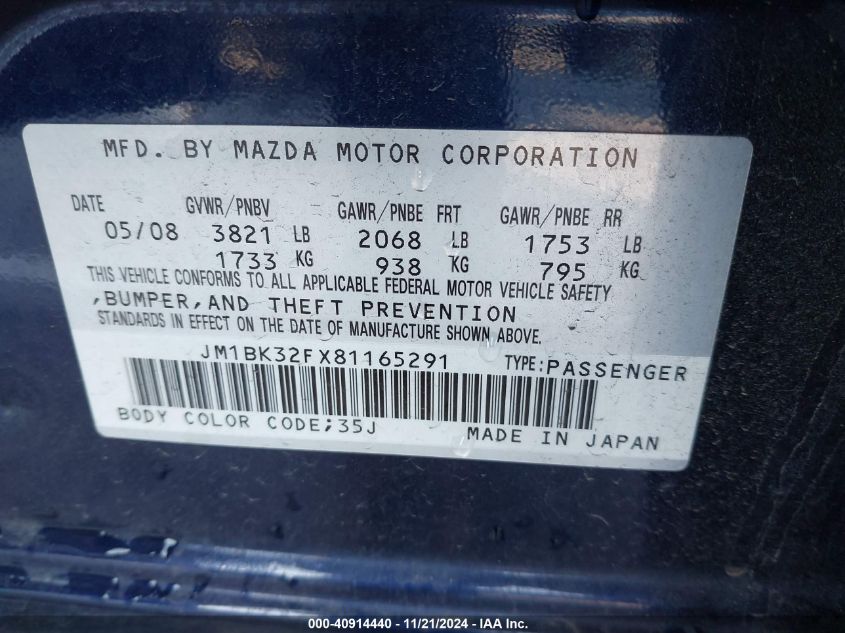 MFD. BY MAZDA MOTOR CORPORATION
DATE GVWR/PNBV GAWR/PNBE FRT GAWR/PNBE RR
05/08 3821 LB 2068 LB 1753 LB
1733 KG 938 KG 795 KG
THIS VEHICLE CONFORMS TO ALL APPLICABLE FEDERAL MOTOR VEHICLE SAFETY
,BUMPER,AND THEFT PREVENTION
STANDARDS IN EFFECT ON THE DATE OF MANUFACTURE SHOWN ABOVE.
JM1BK32FX81165291 TYPE:PASSENGER
BODY COLOR CODE;35J MADE IN JAPAN
000-40914440 - 11/21/2024 - IAA Inc.